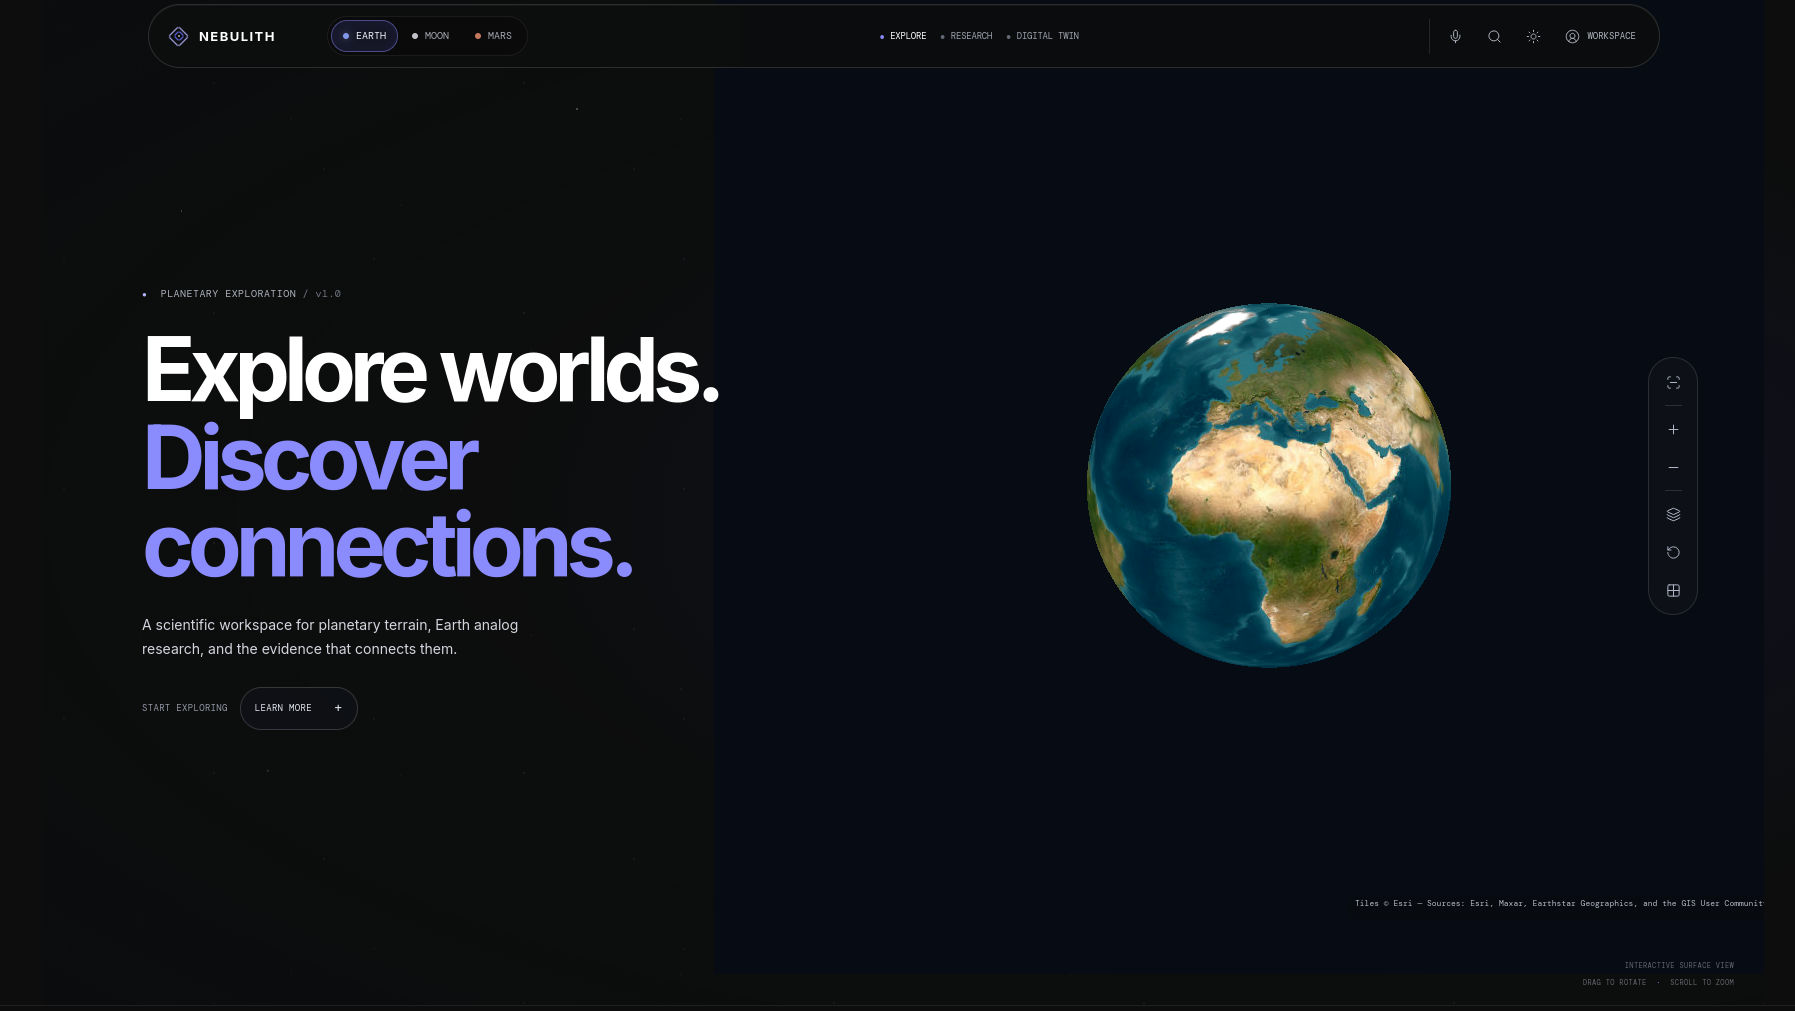 NEBULITH
EARTH
MOON
MARS
EXPLORE
RESEARCH
DIGITAL TWIN
WORKSPACE
PLANETARY EXPLORATION / v1.0
Explore worlds.
Discover
connections.
A scientific workspace for planetary terrain, Earth analog
research, and the evidence that connects them.
START EXPLORING
LEARN MORE +
Tiles © Esri — Sources: Esri, Maxar, Earthstar Geographics, and the GIS User Communit
INTERACTIVE SURFACE VIEW
DRAG TO ROTATE · SCROLL TO ZOOM